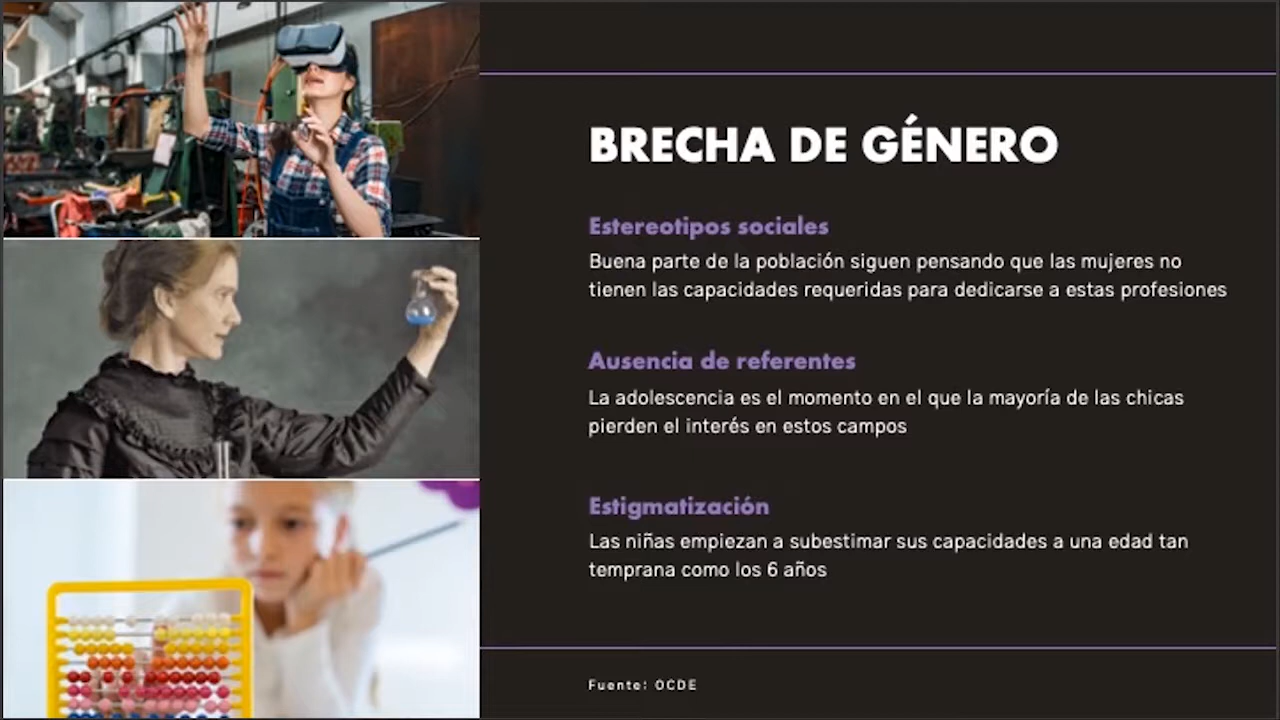 BRECHA DE GÉNERO
Estereotipos sociales
Buena parte de la población siguen pensando que las mujeres no
tienen las capacidades requeridas para dedicarse a estas profesiones
Ausencia de referentes
La adolescencia es el momento en el que la mayoría de las chicas
pierden el interés en estos campos
Estigmatización
Las niñas empiezan a subestimar sus capacidades a una edad tan
temprana como los 6 años
Fuente: OCDE